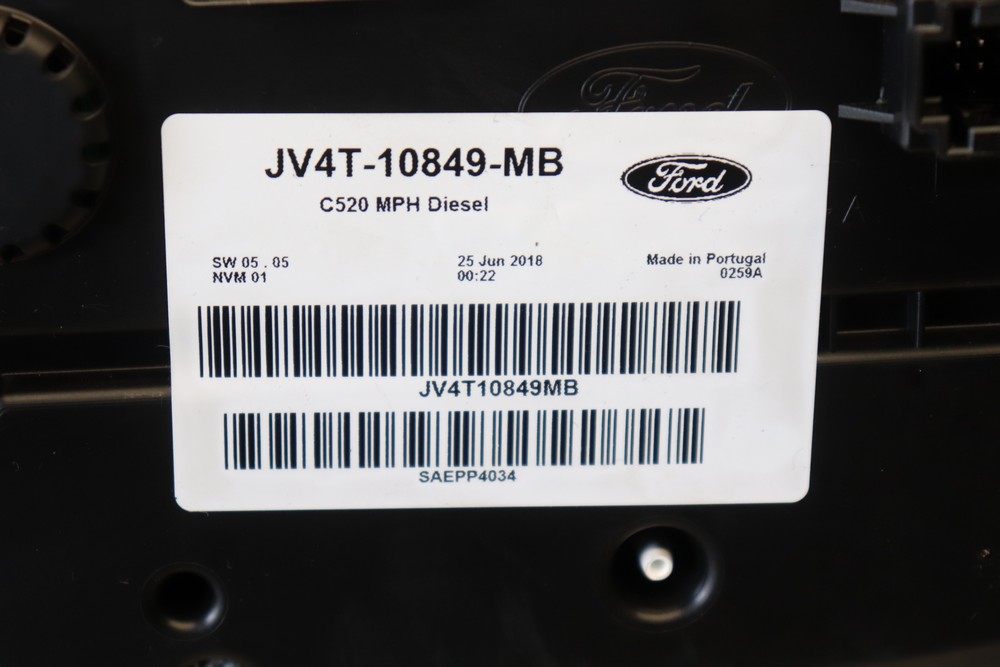 Ford
JV4T-10849-MB
Ford
C520 MPH Diesel
SW 05 . 05
25 Jun 2018
Made in Portugal
NVM 01
00:22
0259A
JV4T10849MB
SAEPP4034